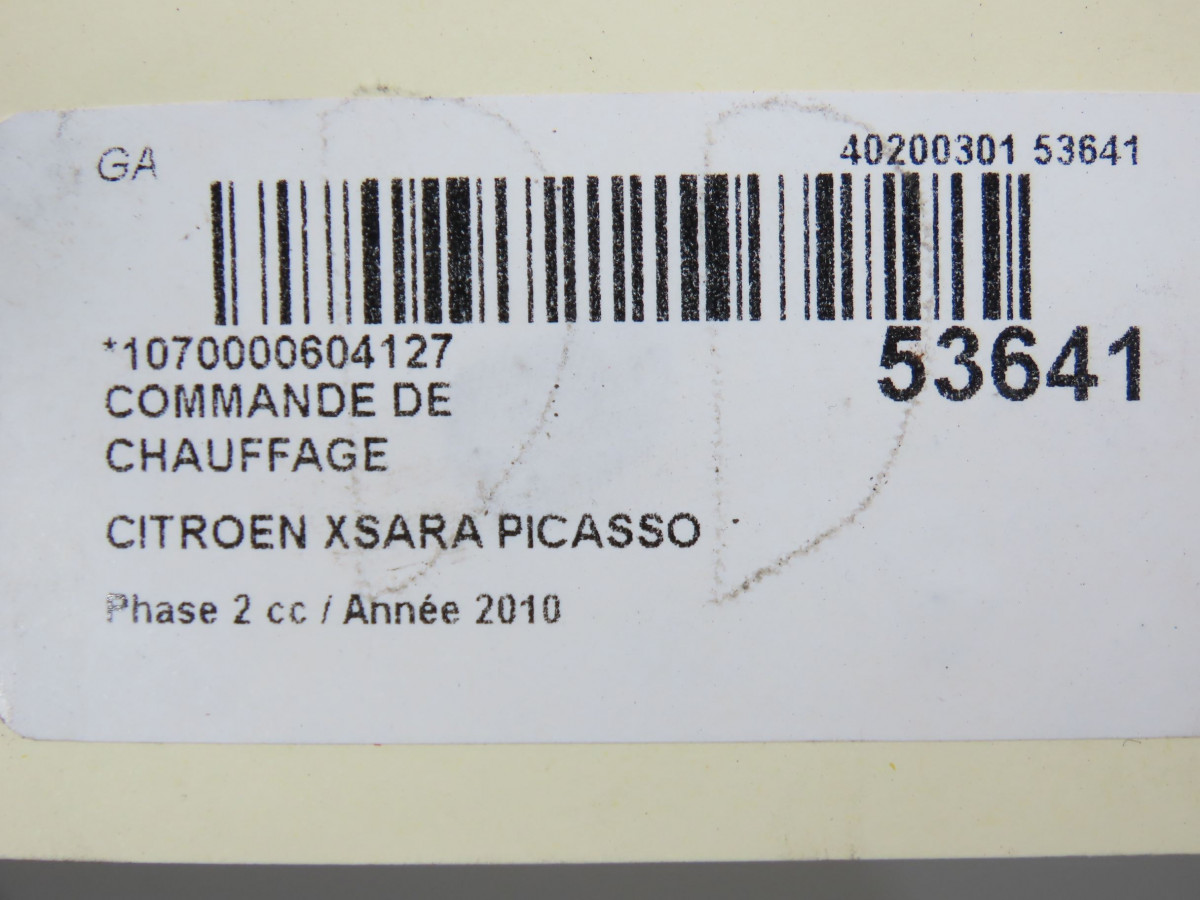 GA
40200301 53641
*1070000604127
53641
COMMANDE DE
CHAUFFAGE
CITROEN XSARA PICASSO
Phase 2 cc / Année 2010